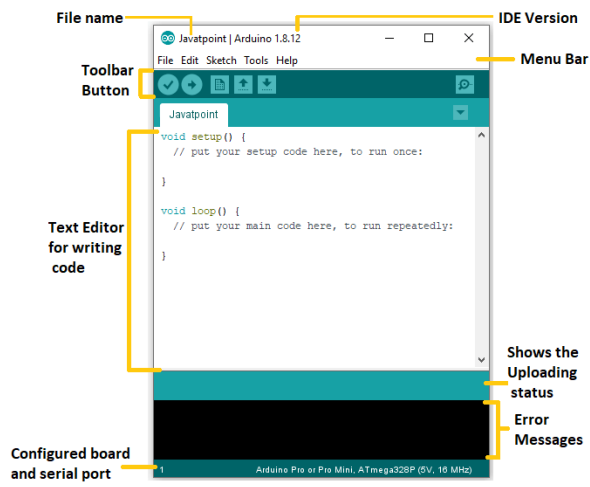 File name
IDE Version
Javatpoint | Arduino 1.8.12
File Edit Sketch Tools Help
Menu Bar
Toolbar
Button
Javatpoint
void setup() {
// put your setup code here, to run once:
}
void loop() {
// put your main code here, to run repeatedly:
}
Text Editor
for writing
code
Shows the
Uploading
status
Error
Messages
Configured board
and serial port
1
Arduino Pro or Pro Mini, ATmega328P (5V, 16 MHz)